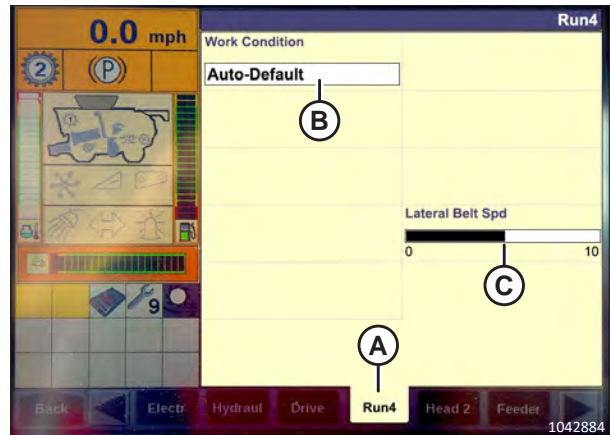 Run4
0.0 mph
Work Condition
2
(P)
Auto-Default
B
Lateral Belt Spd
0 10
C
9
A
Back Electr Hydraul Drive Run4 Head 2 Feeder
1042884